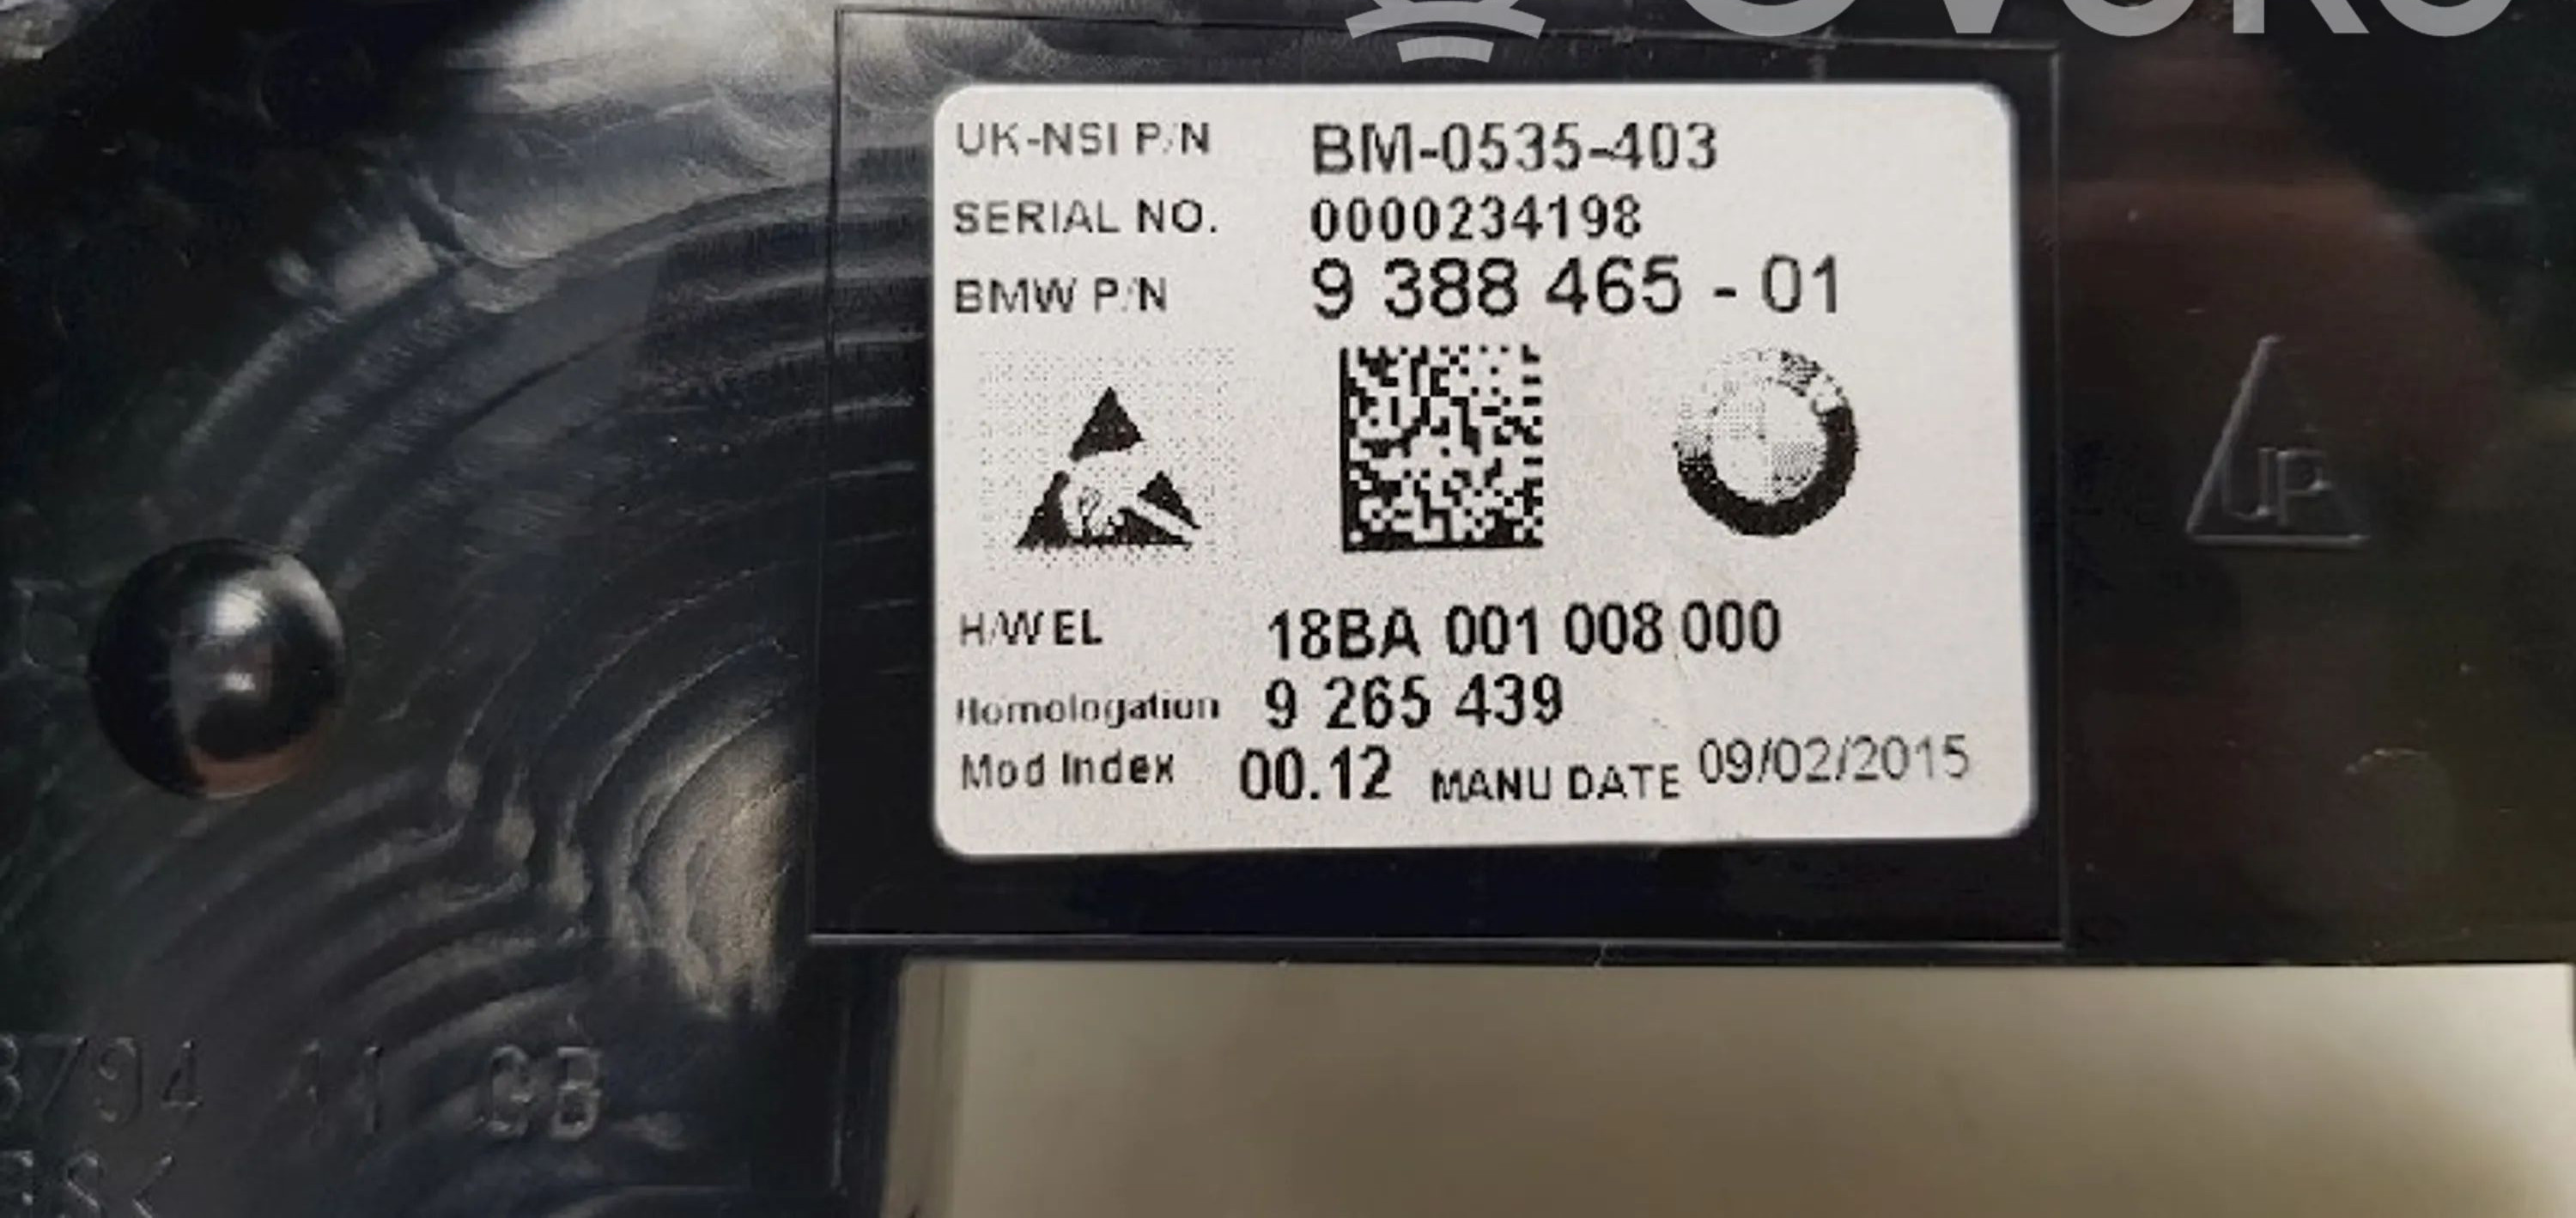 UK-NSI P/N BM-0535-403
SERIAL NO. 0000234198
BMW P/N 9 388 465 - 01
UP
H/W EL 18BA 001 008 000
Homologation 9 265 439
Mod Index 00.12 MANU DATE 09/02/2015